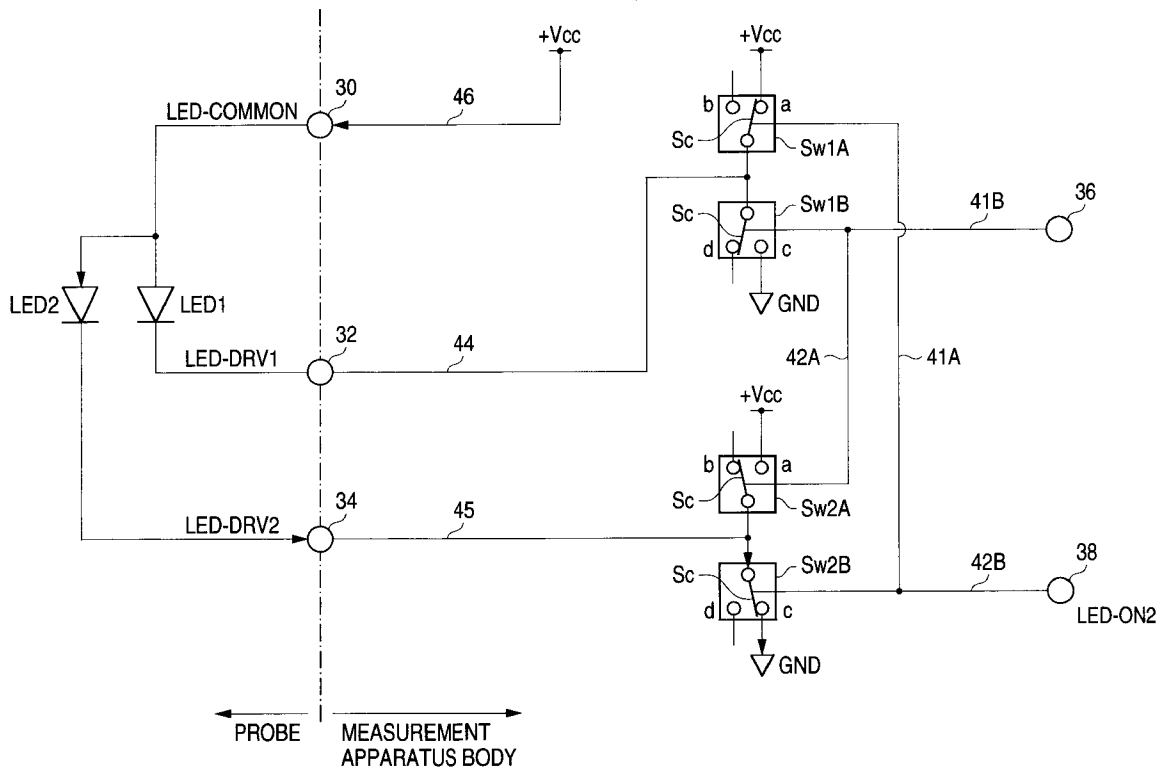 +Vcc
+Vcc
30
LED-COMMON
46
b
a
Sc
Sw1A
Sw1B
41B
36
Sc
d
c
LED2
LED1
GND
32
LED-DRV1
44
42A
41A
+Vcc
b
a
Sc
Sw2A
34
LED-DRV2
45
Sw2B
42B
38
Sc
d
c
LED-ON2
GND
PROBE
MEASUREMENT
APPARATUS BODY